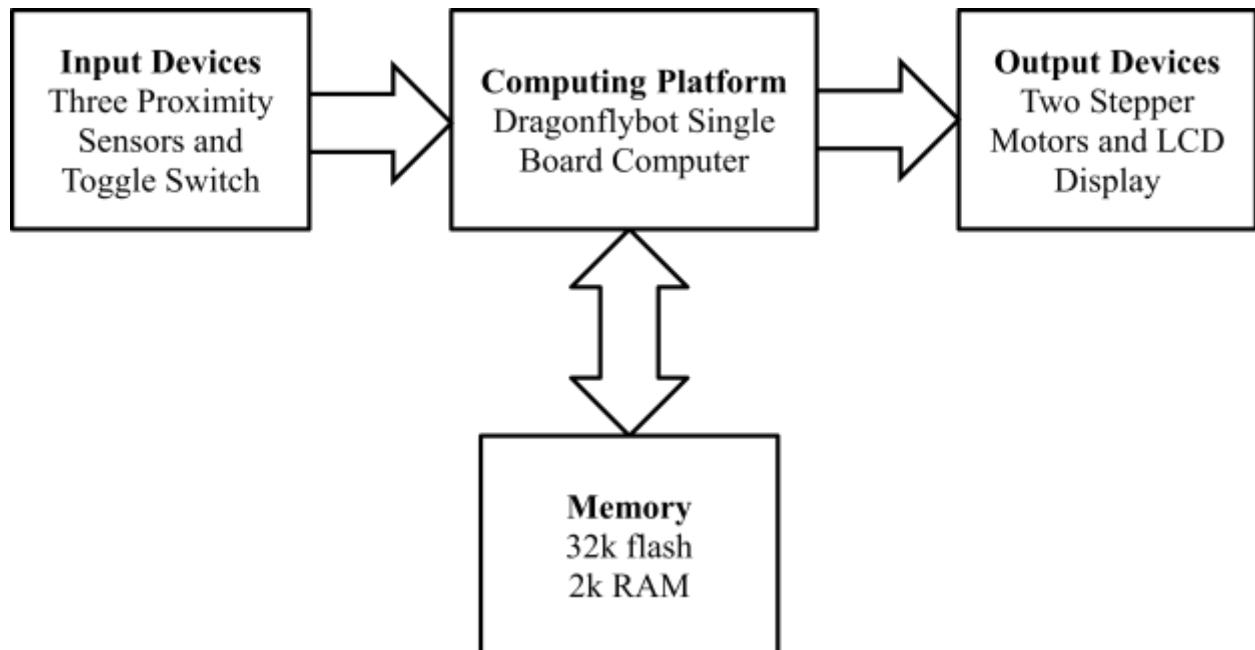 Input Devices
Three Proximity
Sensors and
Toggle Switch
Computing Platform
Dragonflybot Single
Board Computer
Output Devices
Two Stepper
Motors and LCD
Display
Memory
32k flash
2k RAM